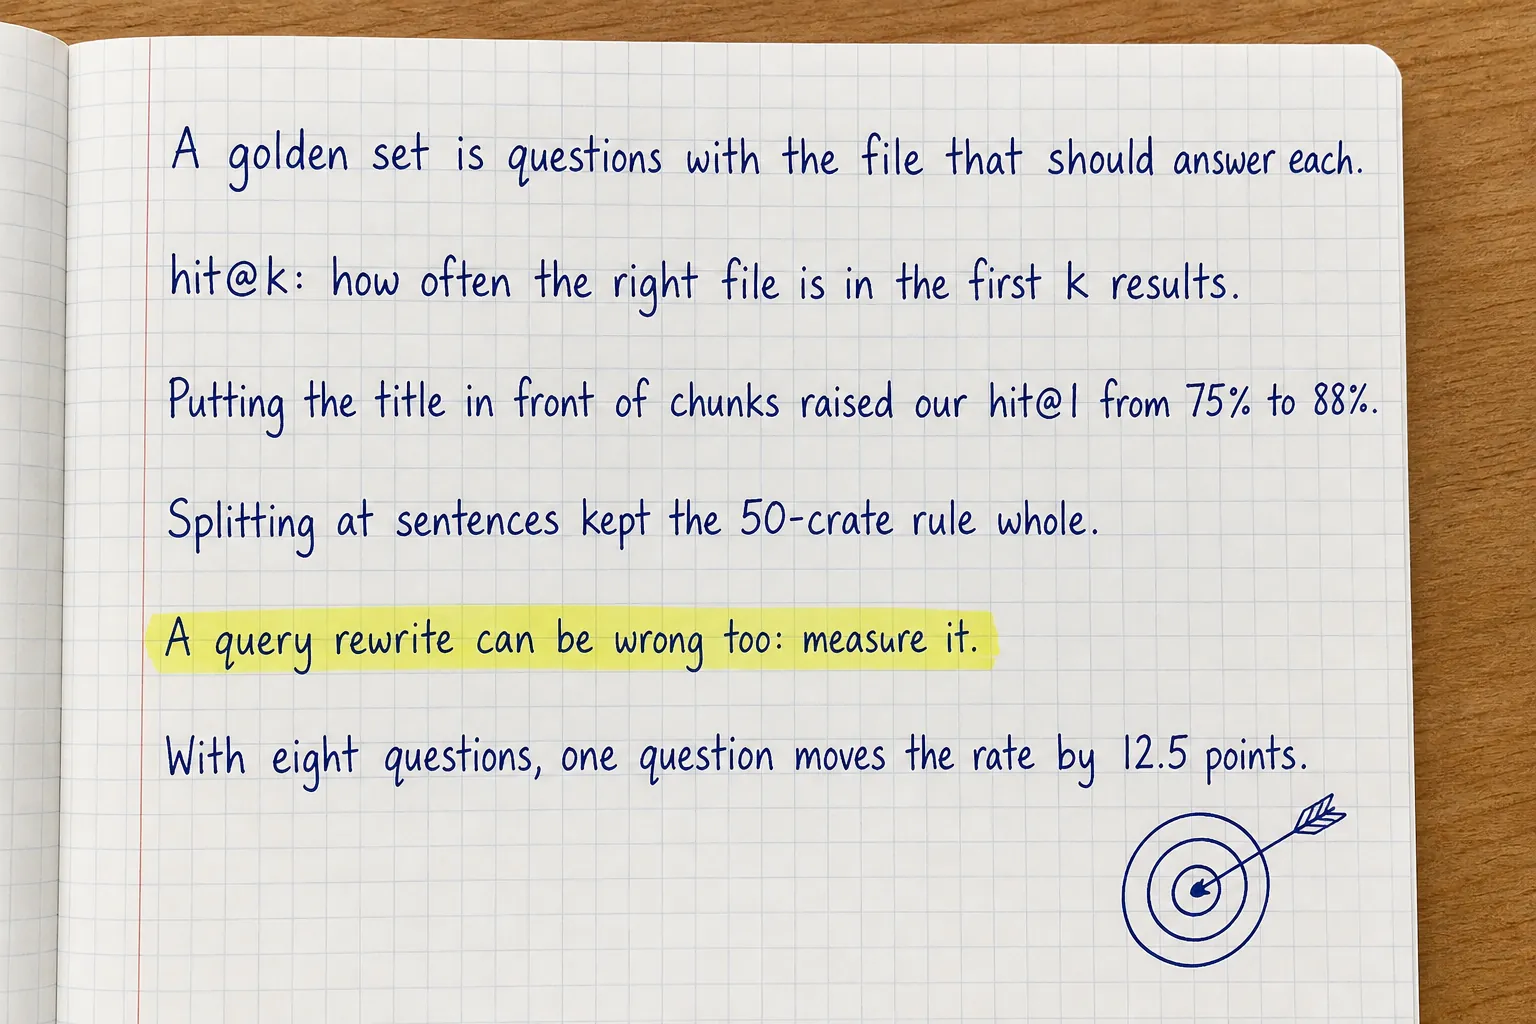 A golden set is questions with the file that should answer each.
hit@k: how often the right file is in the first k results.
Putting the title in front of chunks raised our hit@1 from 75% to 88%.
Splitting at sentences kept the 50-crate rule whole.
A query rewrite can be wrong too: measure it.
With eight questions, one question moves the rate by 12.5 points.